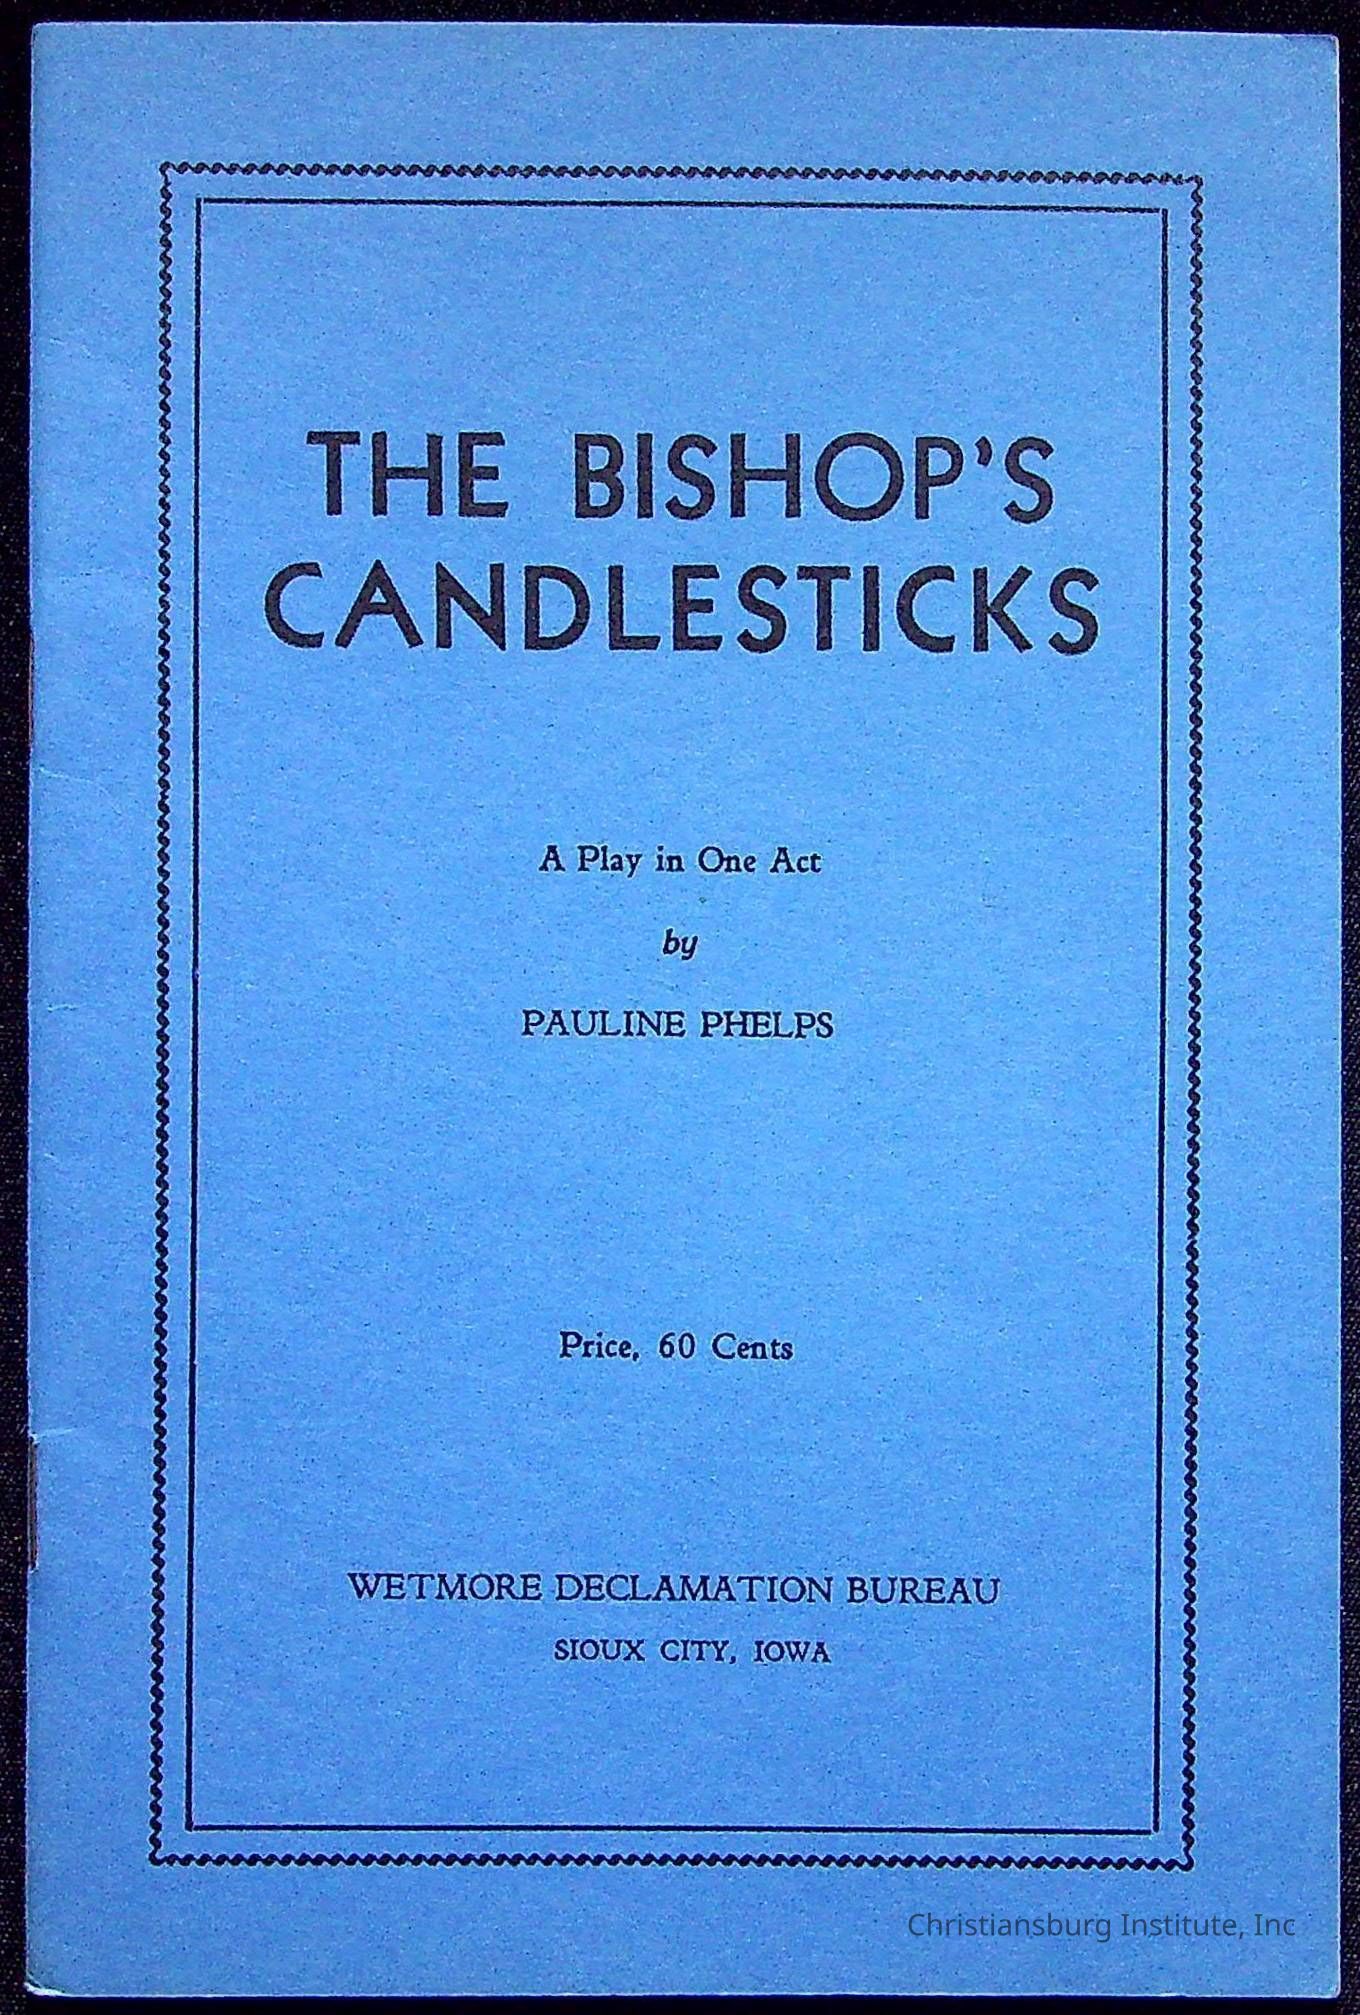 THE BISHOP'S
CANDLESTICKS
A Play in One Act
by
PAULINE PHELPS
Price, 60 Cents
WETMORE DECLAMATION BUREAU
SIOUX CITY, IOWA
Christiansburg Institute, Inc